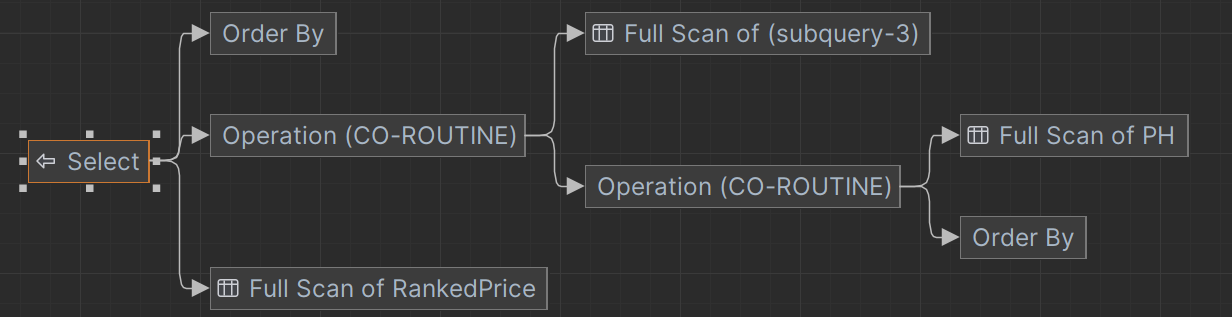 Order By
Full Scan of (subquery-3)
Operation (CO-ROUTINE)
Full Scan of PH
Select
Operation (CO-ROUTINE)
Order By
Full Scan of RankedPrice